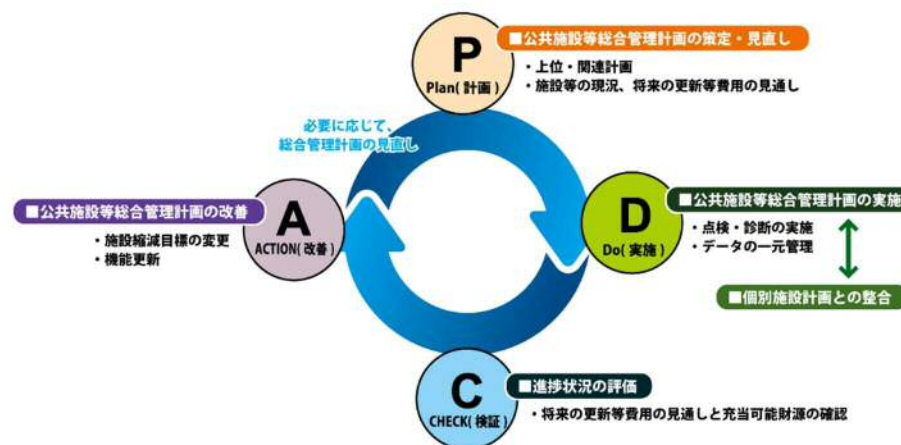 P
Plan( 計画 )
■公共施設等総合管理計画の策定・見直し
・上位・関連計画
・施設等の現況、将来の更新等費用の見通し
必要に応じて、
総合管理計画の見直し
D
Do( 実施 )
■公共施設等総合管理計画の実施
・点検・診断の実施
・データの一元管理
■個別施設計画との整合
C
CHECK( 検証 )
■進捗状況の評価
・将来の更新等費用の見通しと充当可能財源の確認
A
ACTION( 改善 )
■公共施設等総合管理計画の改善
・施設縮減目標の変更
・機能更新